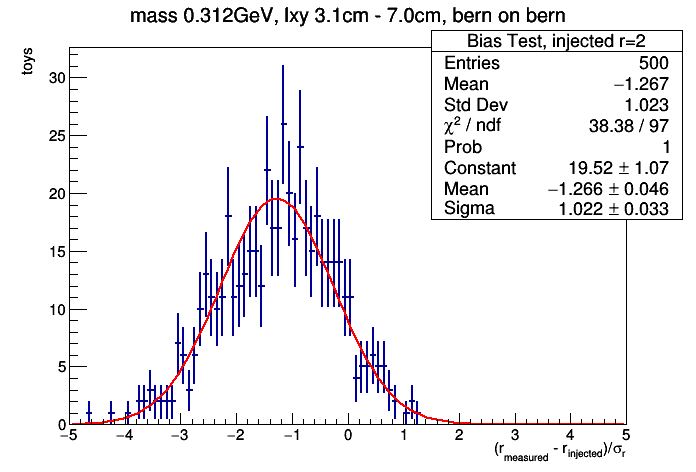 mass 0.312GeV, lxy 3.1cm - 7.0cm, bern on bern
toys
Bias Test, injected r=2
Entries 500
Mean −1.267
Std Dev 1.023
χ² / ndf 38.38 / 97
Prob 1
Constant 19.52 ± 1.07
Mean −1.266 ± 0.046
Sigma 1.022 ± 0.033
30
25
20
15
10
5
0
−5 −4 −3 −2 −1 0 1 2 3 4 5
(r_measured - r_injected)/σ_r